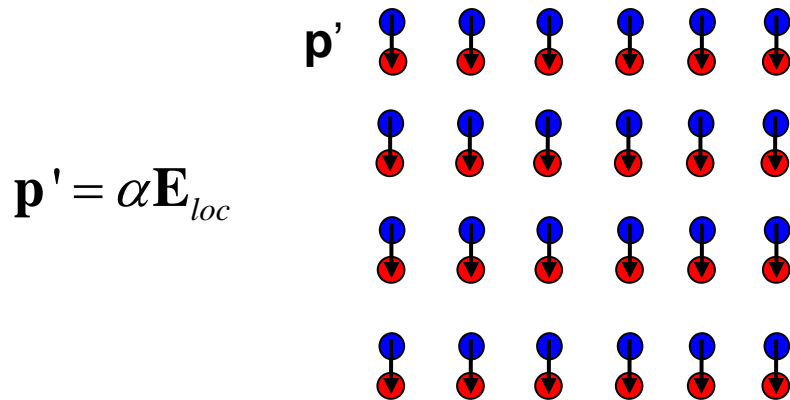 p’
p ' = αE_loc